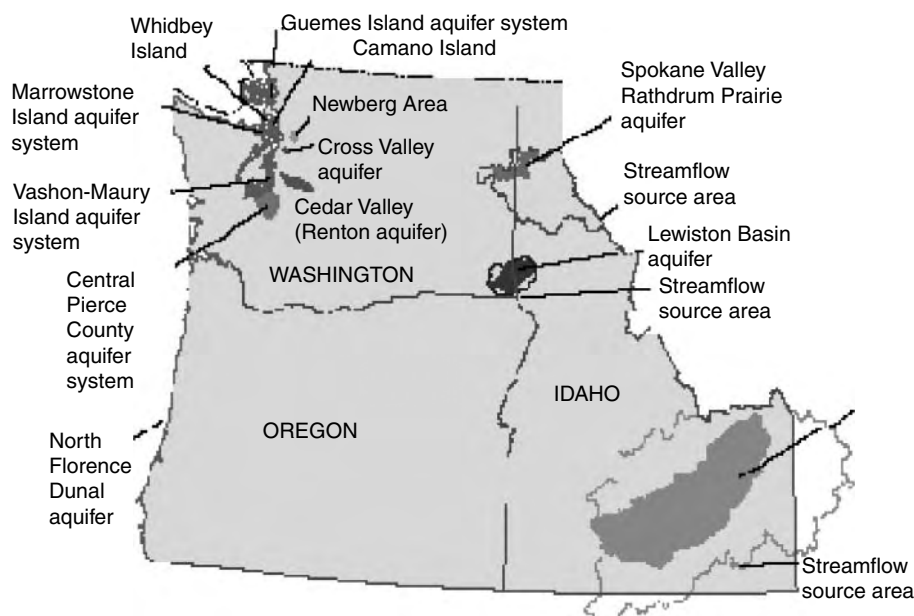 Guemes Island aquifer system
Whidbey
Island
Camano Island
Marrowstone
Island aquifer
system
Newberg Area
Spokane Valley
Rathdrum Prairie
aquifer
Cross Valley
aquifer
Streamflow
source area
Vashon-Maury
Island aquifer
system
Cedar Valley
(Renton aquifer)
Lewiston Basin
aquifer
WASHINGTON
Streamflow
source area
Central
Pierce
County
aquifer
system
IDAHO
OREGON
North
Florence
Dunal
aquifer
Streamflow
source area